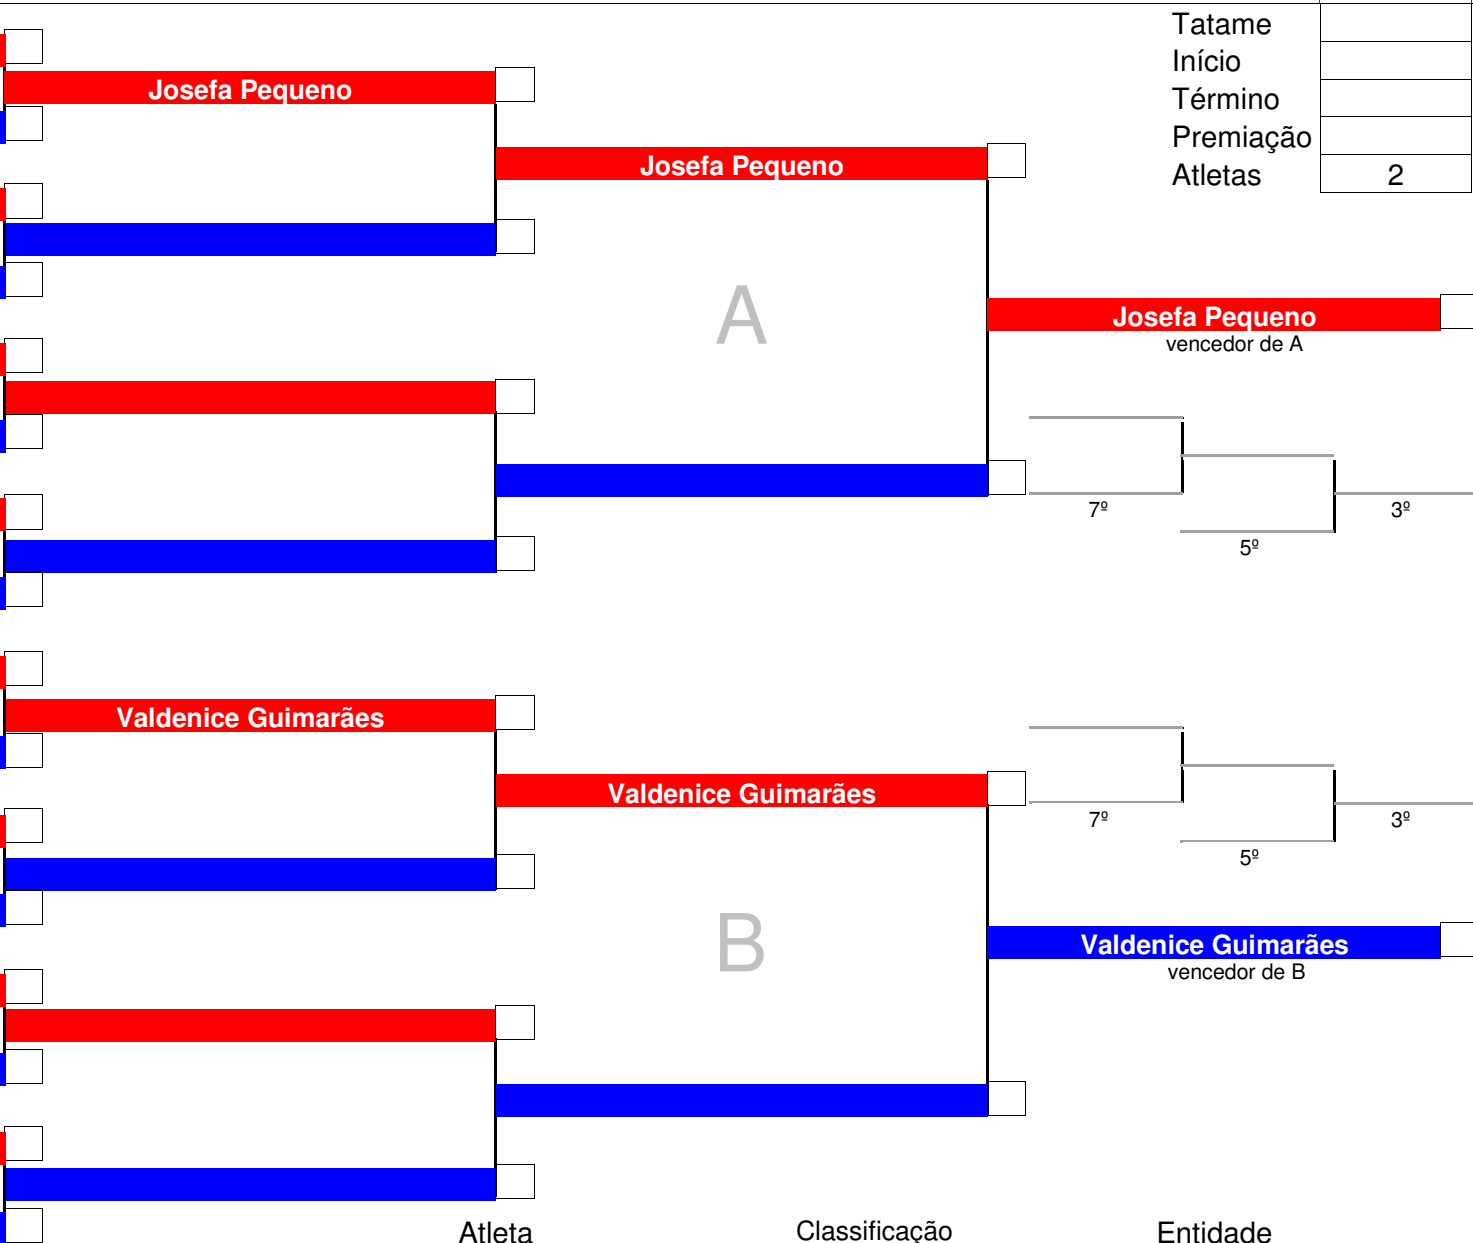 Tatame
Início
Término
Premiação
Atletas 2
Josefa Pequeno
Josefa Pequeno
A
Josefa Pequeno
vencedor de A
7º
3º
5º
Valdenice Guimarães
Valdenice Guimarães
7º
3º
5º
B
Valdenice Guimarães
vencedor de B
Atleta Classificação Entidade